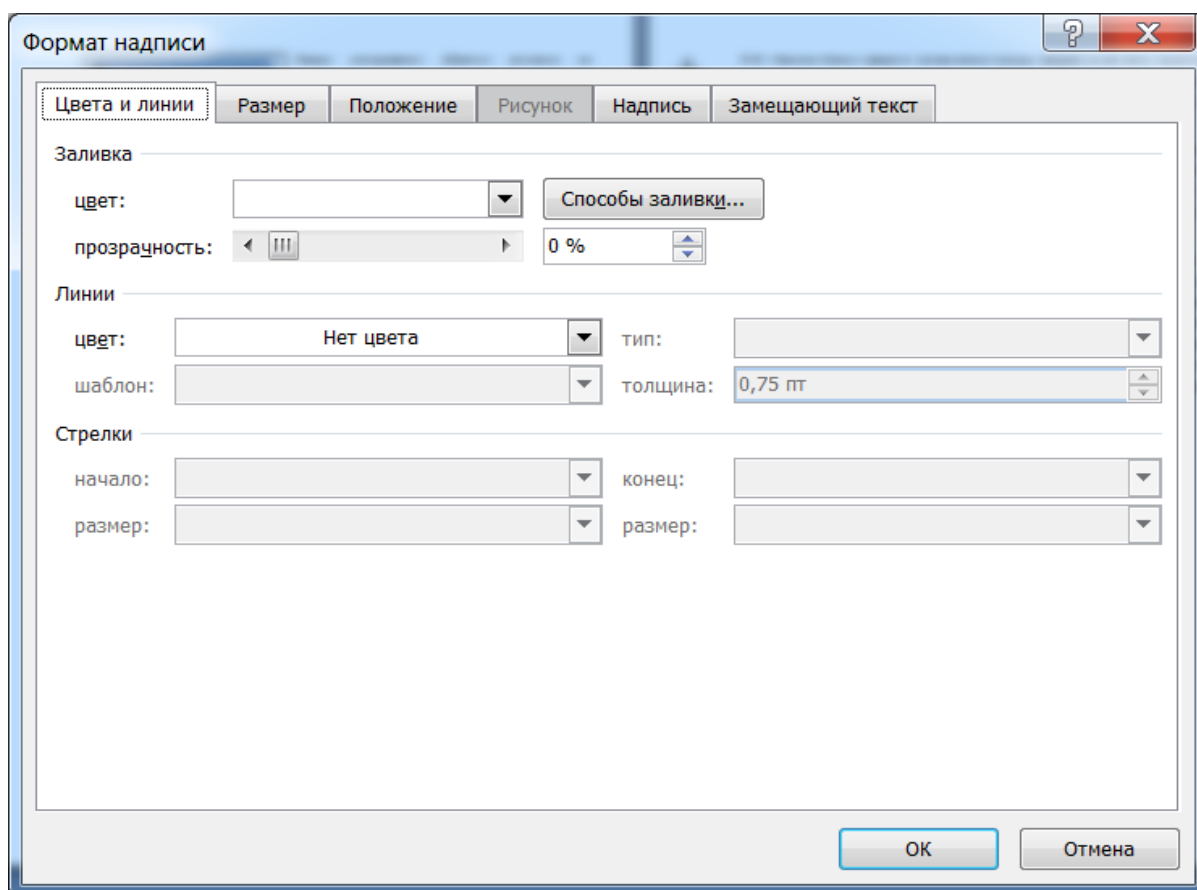 Формат надписи
Цвета и линии Размер Положение Рисунок Надпись Замещающий текст
Заливка
цвет: Способы заливки...
прозрачность: 0 %
Линии
цвет: Нет цвета тип:
шаблон: толщина: 0,75 пт
Стрелки
начало: конец:
размер: размер:
ОК Отмена